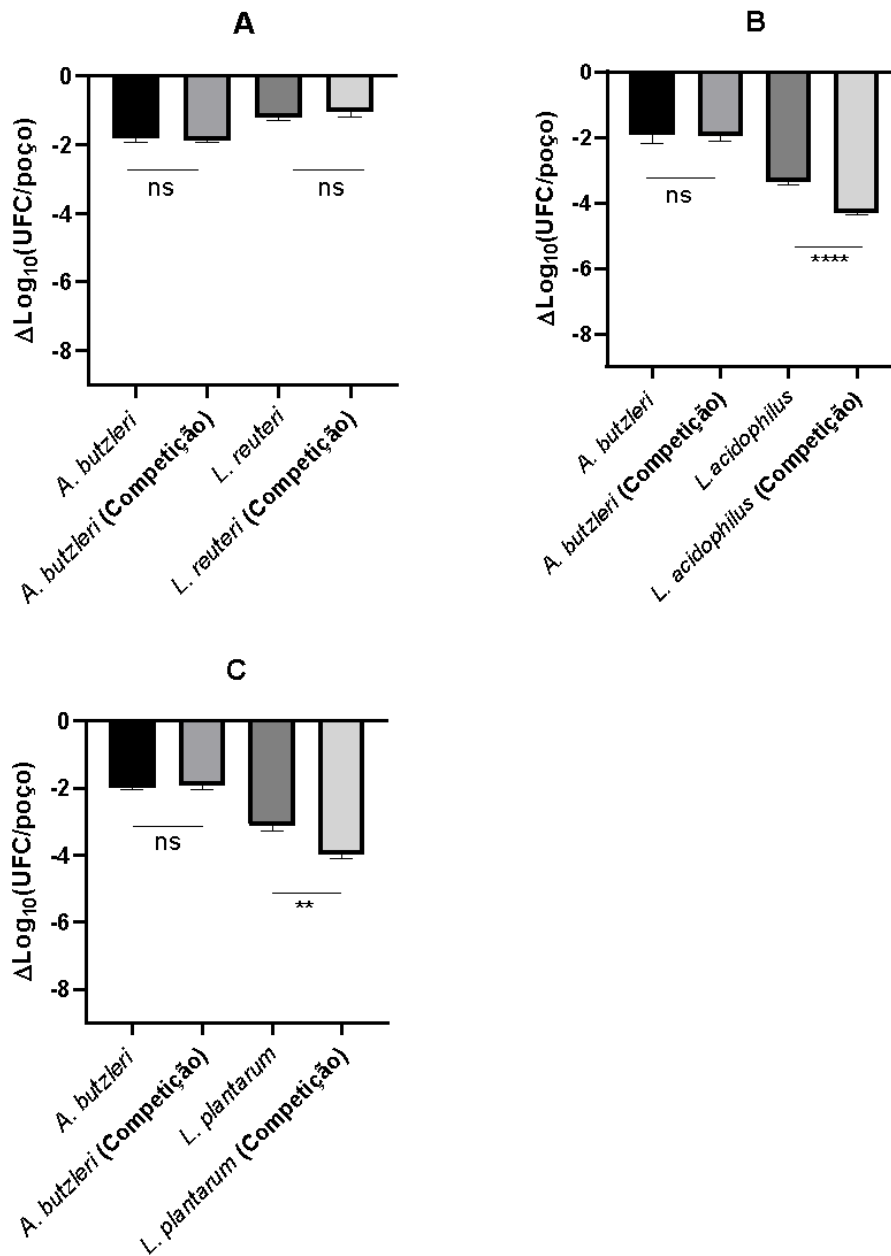 A
ΔLog₁₀(UFC/poço)
0
-2
-4
-6
-8
ns
ns
A. butzleri
A. butzleri (Competição)
L. reuteri
L. reuteri (Competição)
B
ΔLog₁₀(UFC/poço)
0
-2
-4
-6
-8
ns
****
A. butzleri
A. butzleri (Competição)
L.acidophilus
L. acidophilus (Competição)
C
ΔLog₁₀(UFC/poço)
0
-2
-4
-6
-8
ns
**
A. butzleri
A. butzleri (Competição)
L. plantarum
L. plantarum (Competição)